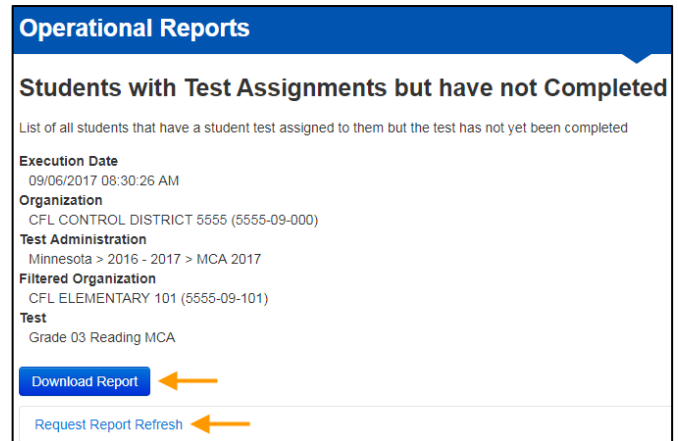 Operational Reports
Students with Test Assignments but have not Completed
List of all students that have a student test assigned to them but the test has not yet been completed
Execution Date
09/06/2017 08:30:26 AM
Organization
CFL CONTROL DISTRICT 5555 (5555-09-000)
Test Administration
Minnesota > 2016 - 2017 > MCA 2017
Filtered Organization
CFL ELEMENTARY 101 (5555-09-101)
Test
Grade 03 Reading MCA
Download Report
Request Report Refresh